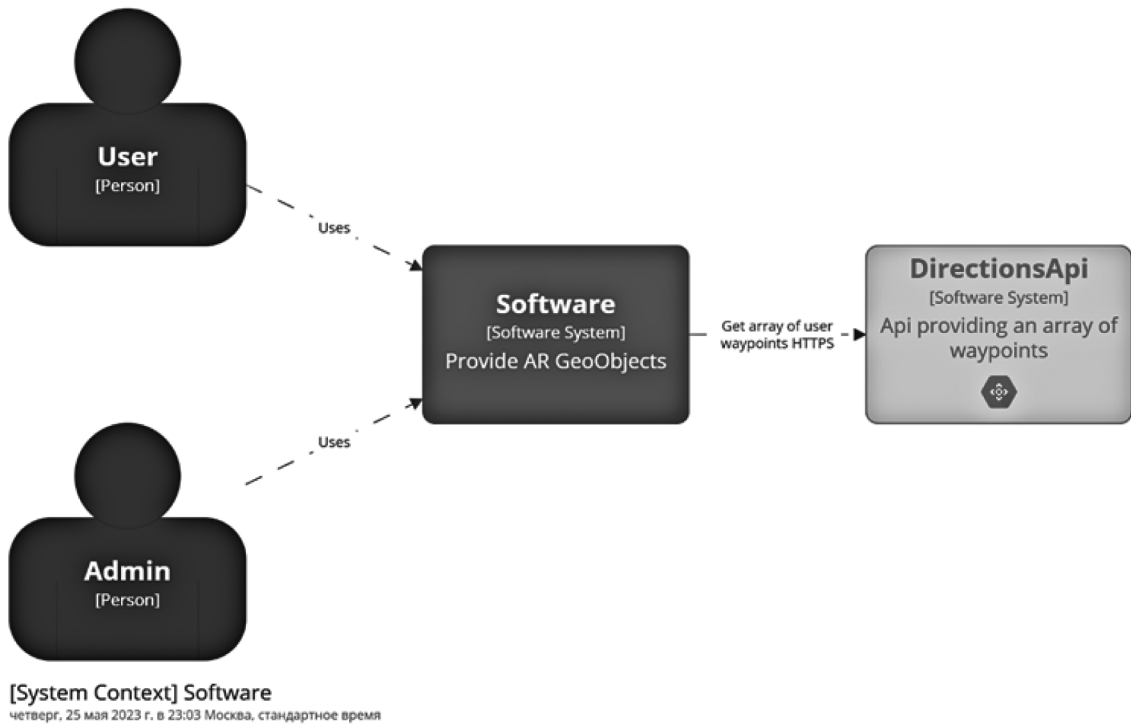 User
[Person]
Uses
Software
[Software System]
Provide AR GeoObjects
Get array of user
waypoints HTTPS
DirectionsApi
[Software System]
Api providing an array of
waypoints
Uses
Admin
[Person]
[System Context] Software
четверг, 25 мая 2023 г. в 23:03 Москва, стандартное время